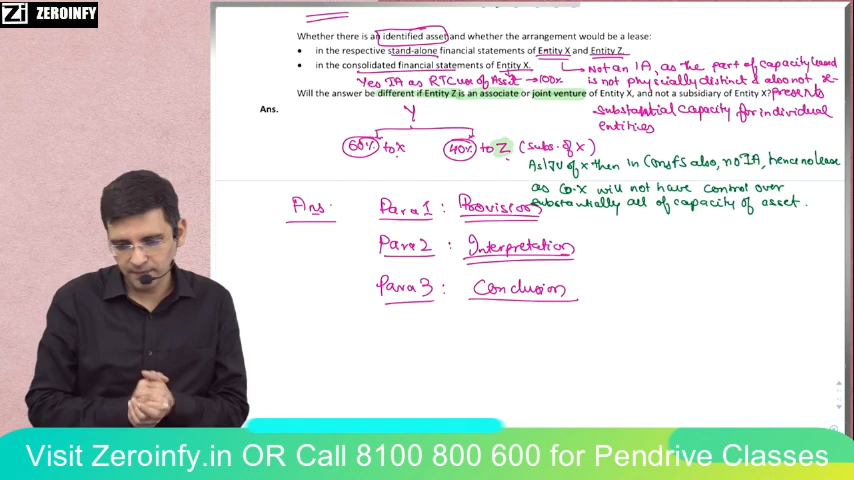 Zi ZEROINFY
Whether there is an identified asset and whether the arrangement would be a lease:
• in the respective stand-alone financial statements of Entity X and Entity Z.
• in the consolidated financial statements of Entity X.
Not an IA, as the part of capacity leased
Yes IA as RTC use of Asset → 100%
is not physcially distinct & also not re-
Will the answer be different if Entity Z is an associate or joint venture of Entity X, and not a subsidiary of Entity X?
presents
substantial capacity for individual
entities
Ans.
Y
60% to X
40% to Z (subs. of X)
As/JV of X then in Consfs also, no IA, hence no lease
as Co. X will not have control over
substantially all of capacity of asset.
Ans.
Para 1 : Provision
Para 2 : Interpretation
Para 3 : Conclusion
Visit Zeroinfy.in OR Call 8100 800 600 for Pendrive Classes